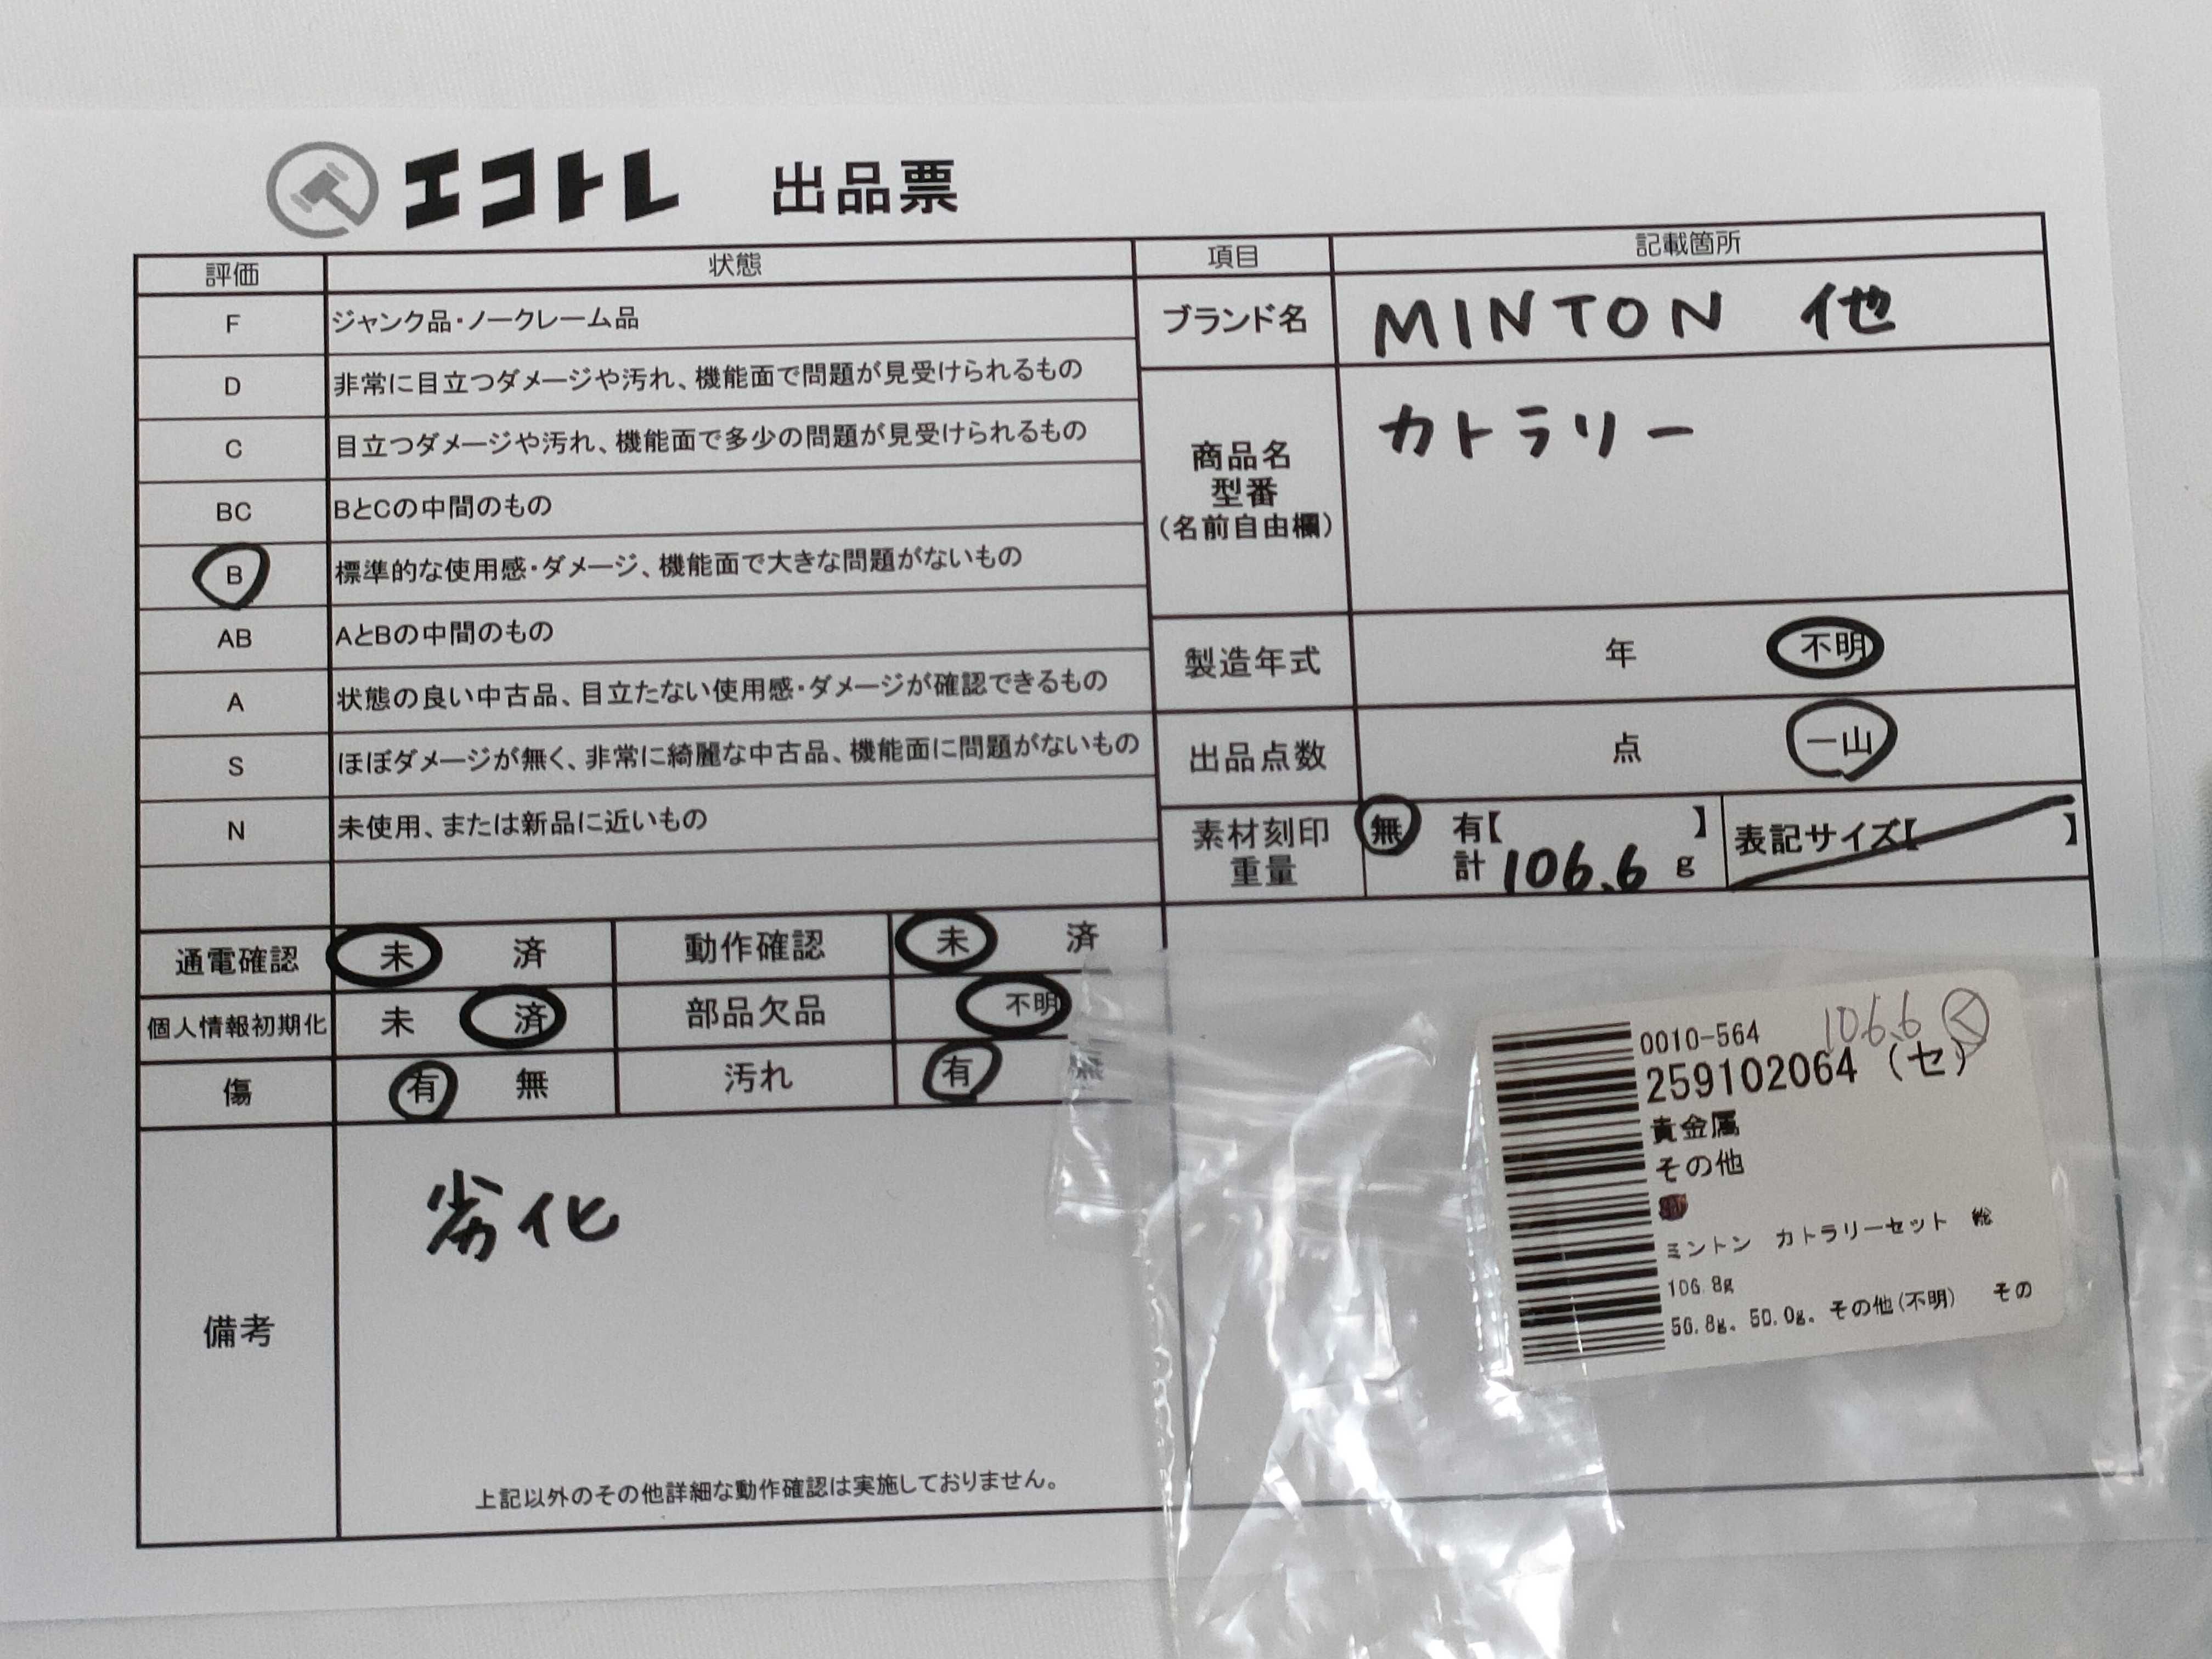 エコトレ 出品票
評価 状態 項目 記載箇所
F ジャンク品・ノークレーム品
D 非常に目立つダメージや汚れ、機能面で問題が見受けられるもの
C 目立つダメージや汚れ、機能面で多少の問題が見受けられるもの
BC BとCの中間のもの
B 標準的な使用感・ダメージ、機能面で大きな問題がないもの
AB AとBの中間のもの
A 状態の良い中古品、目立たない使用感・ダメージが確認できるもの
S ほぼダメージが無く、非常に綺麗な中古品、機能面に問題がないもの
N 未使用、または新品に近いもの
ブランド名 MINTON 他
商品名
型番
(名前自由欄)
カトラリー
製造年式 年 不明
出品点数 点 一山
素材刻印 無 有【 】
重量 計 106.6 g
表記サイズ【 】
通電確認 未 済 動作確認 未 済
個人情報初期化 未 済 部品欠品 不明
傷 有 無 汚れ 有 無
備考
劣化
上記以外のその他詳細な動作確認は実施しておりません。
106.6
0010-564
259102064 (セ)
貴金属
その他
ミントン カトラリーセット 総
106.8g
56.8g、50.0g、その他(不明) その